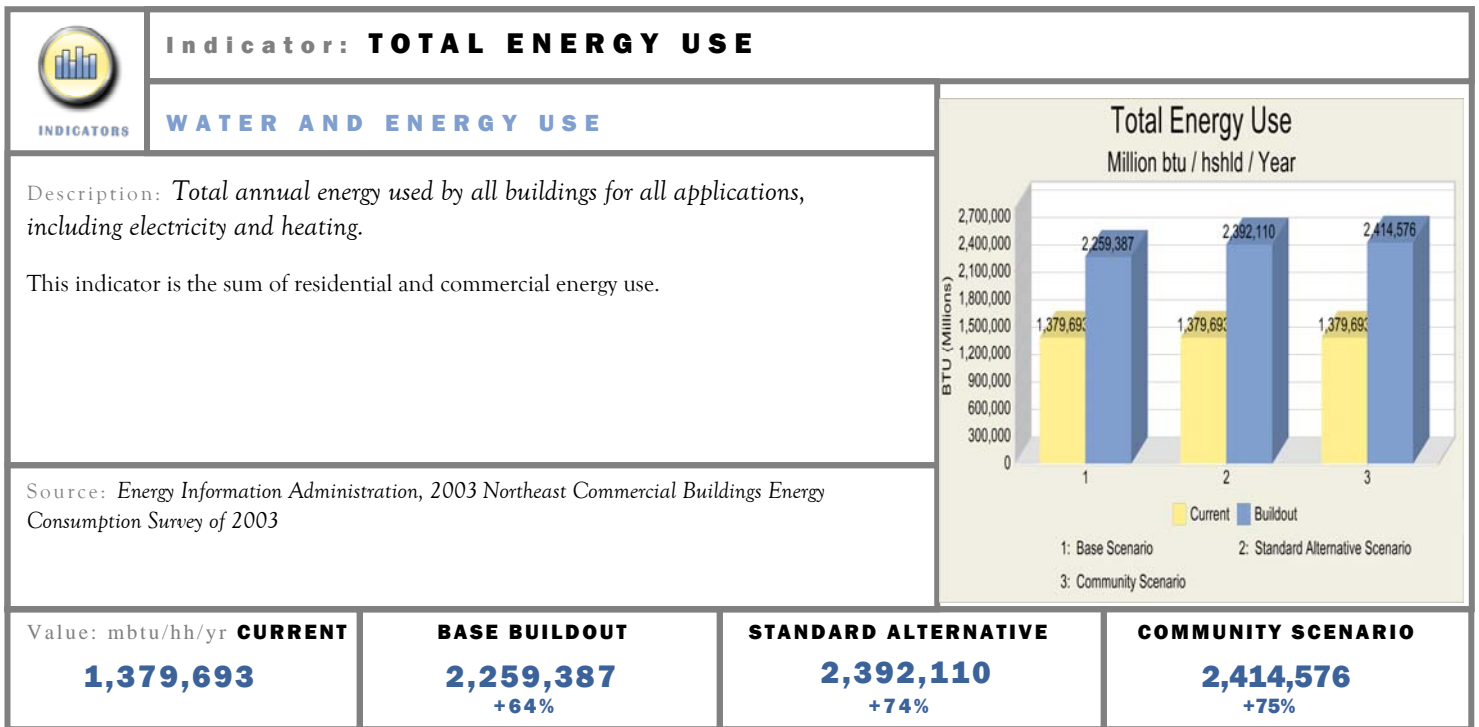 INDICATORS
Indicator: TOTAL ENERGY USE
WATER AND ENERGY USE
Description: Total annual energy used by all buildings for all applications,
including electricity and heating.
This indicator is the sum of residential and commercial energy use.
Source: Energy Information Administration, 2003 Northeast Commercial Buildings Energy
Consumption Survey of 2003
Total Energy Use
Million btu / hshld / Year
BTU (Millions)
2,700,000
2,400,000
2,100,000
1,800,000
1,500,000
1,200,000
900,000
600,000
300,000
0
1,379,693 2,259,387 1,379,693 2,392,110 1,379,693 2,414,576
1 2 3
Current Buildout
1: Base Scenario 2: Standard Alternative Scenario
3: Community Scenario
Value: mbtu/hh/yr CURRENT
1,379,693
BASE BUILDOUT
2,259,387
+64%
STANDARD ALTERNATIVE
2,392,110
+74%
COMMUNITY SCENARIO
2,414,576
+75%